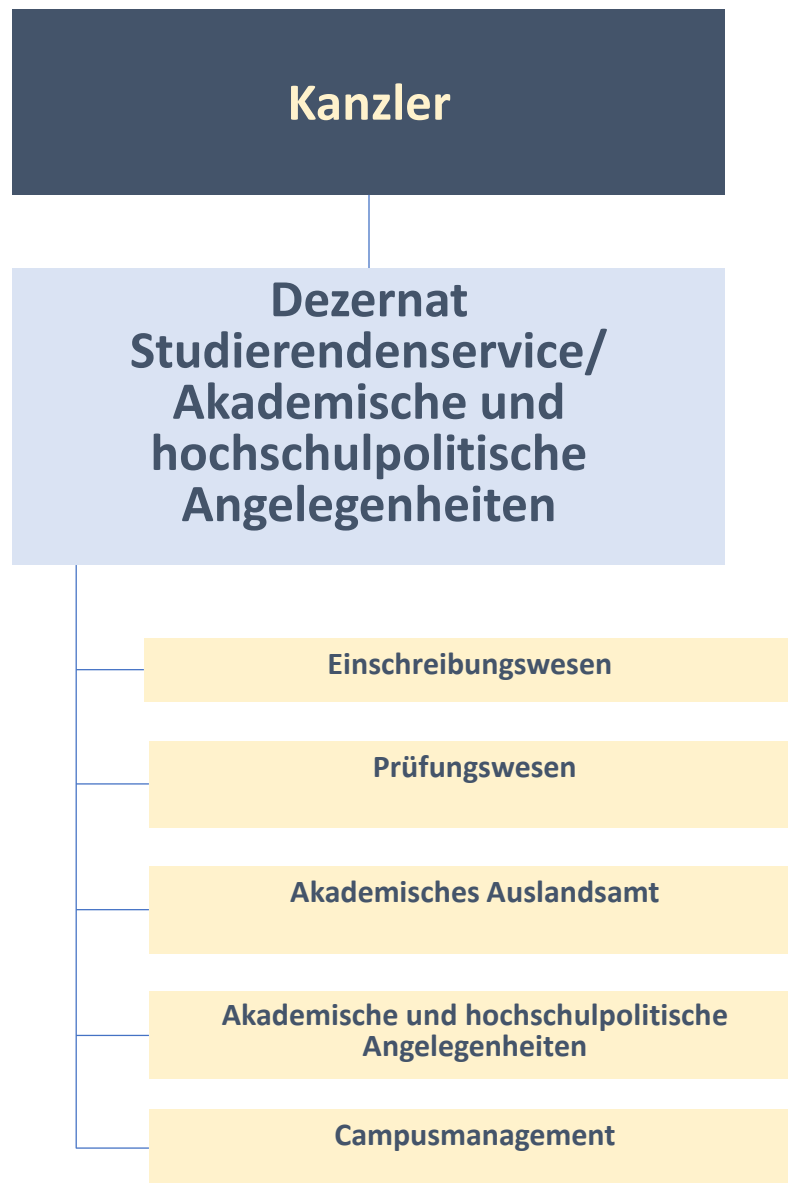 Kanzler
Dezernat
Studierendenservice/
Akademische und
hochschulpolitische
Angelegenheiten
Einschreibungswesen
Prüfungswesen
Akademisches Auslandsamt
Akademische und hochschulpolitische
Angelegenheiten
Campusmanagement